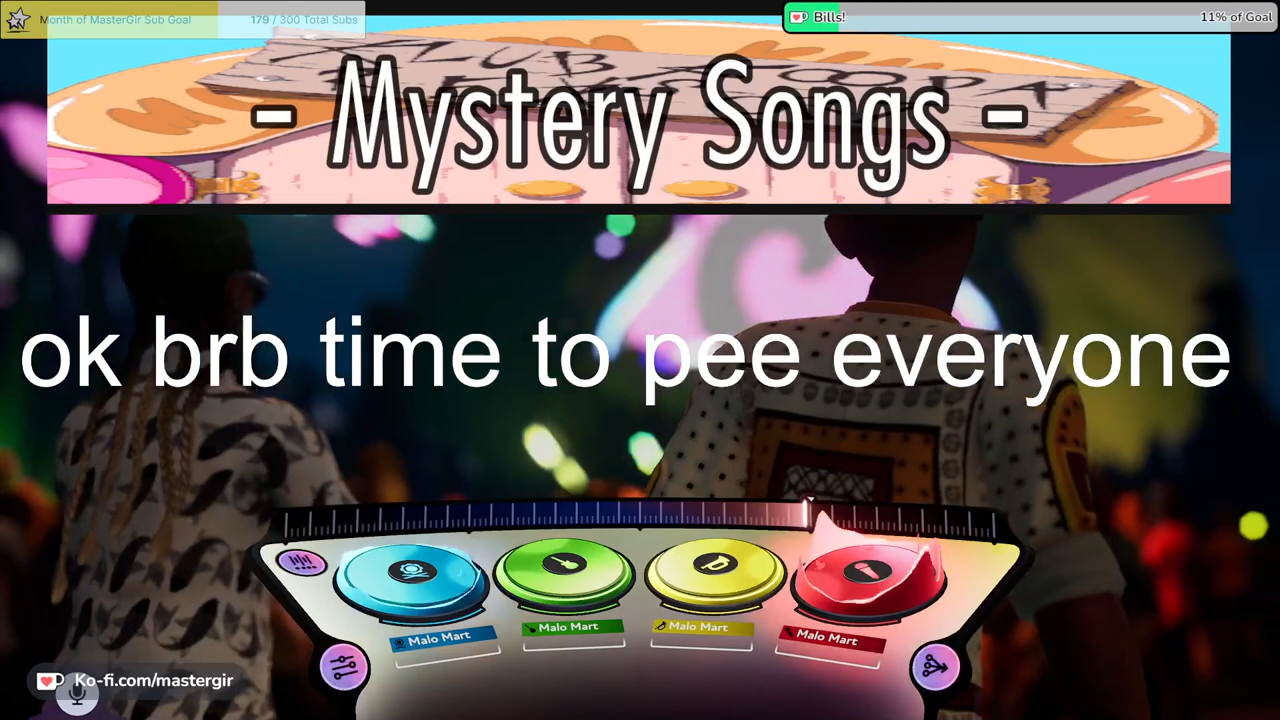 Month of MasterGir Sub Goal 179 / 300 Total Subs
Bills! 11% of Goal
- Mystery Songs -
ok brb time to pee everyone
Malo Mart Malo Mart Malo Mart Malo Mart
Ko-fi.com/mastergir